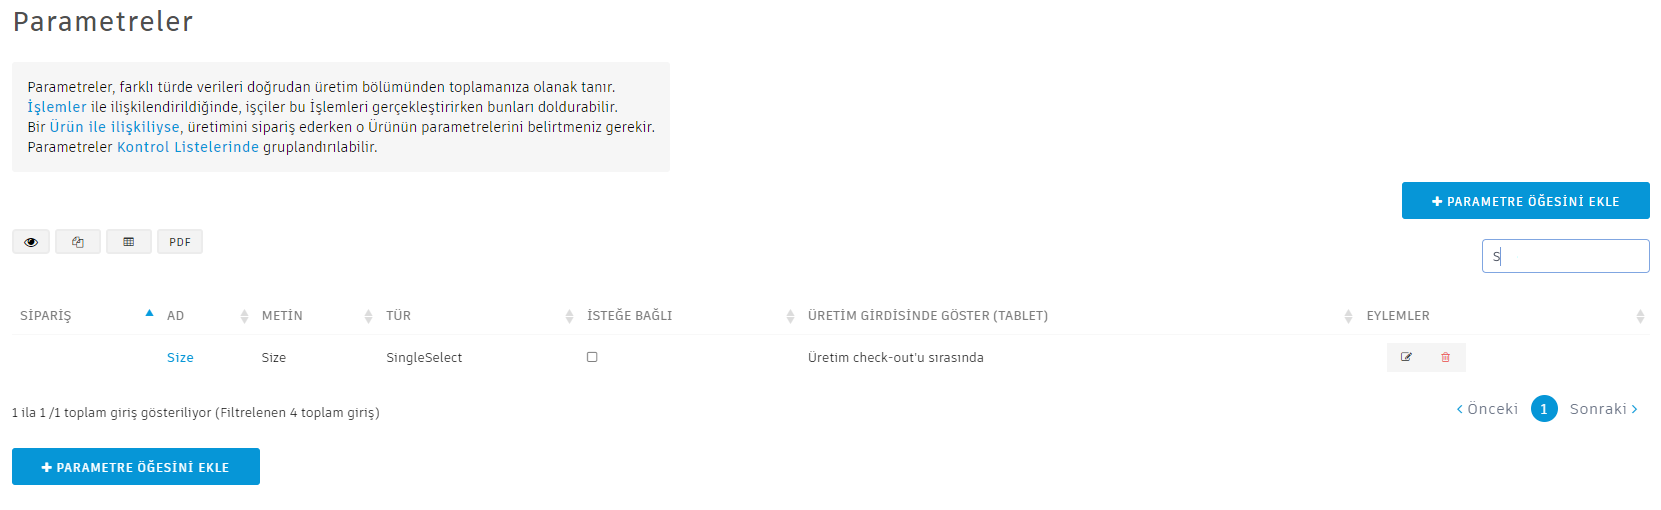 Parametreler
Parametreler, farklı türde verileri doğrudan üretim bölümünden toplamanıza olanak tanır.
İşlemler ile ilişkilendirildiğinde, işçiler bu İşlemleri gerçekleştirirken bunları doldurabilir.
Bir Ürün ile ilişkiliyse, üretimini sipariş ederken o Ürünün parametrelerini belirtmeniz gerekir.
Parametreler Kontrol Listelerinde gruplandırılabilir.
PARAMETRE ÖĞESİNİ EKLE
PDF
S
SİPARİŞ AD METİN TÜR İSTEĞE BAĞLI ÜRETİM GİRDİSİNDE GÖSTER (TABLET) EYLEMLER
Size Size SingleSelect Üretim check-out'u sırasında
1 ila 1 /1 toplam giriş gösteriliyor (Filtrelenen 4 toplam giriş)
Önceki 1 Sonraki
PARAMETRE ÖĞESİNİ EKLE